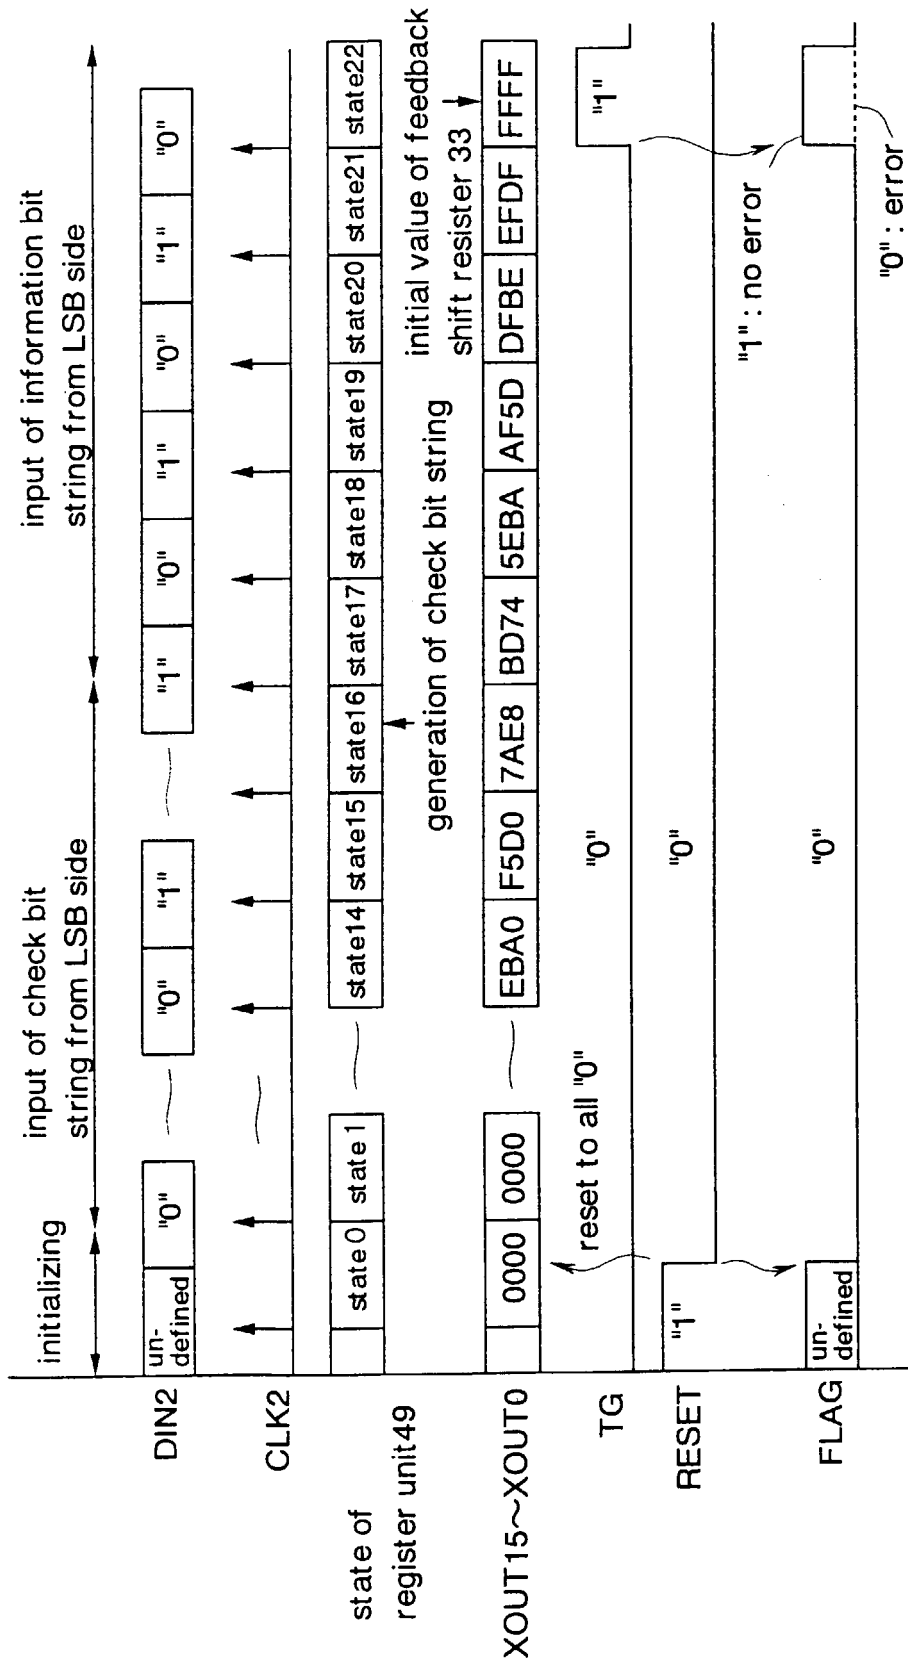 initializing
input of check bit
string from LSB side
input of information bit
string from LSB side
DIN2
un-
defined
"0"
"0"
"1"
"1"
"0"
"1"
"0"
"1"
"0"
CLK2
state of
register unit49
state0
state1
state14
state15
state16
state17
state18
state19
state20
state21
state22
generation of check bit string
initial value of feedback
shift resister 33
XOUT15～XOUT0
0000
0000
EBA0
F5D0
7AE8
BD74
5EBA
AF5D
DFBE
EFDF
FFFF
reset to all "0"
TG
"0"
"1"
RESET
"1"
"0"
"1" : no error
FLAG
un-
defined
"0"
"0" : error